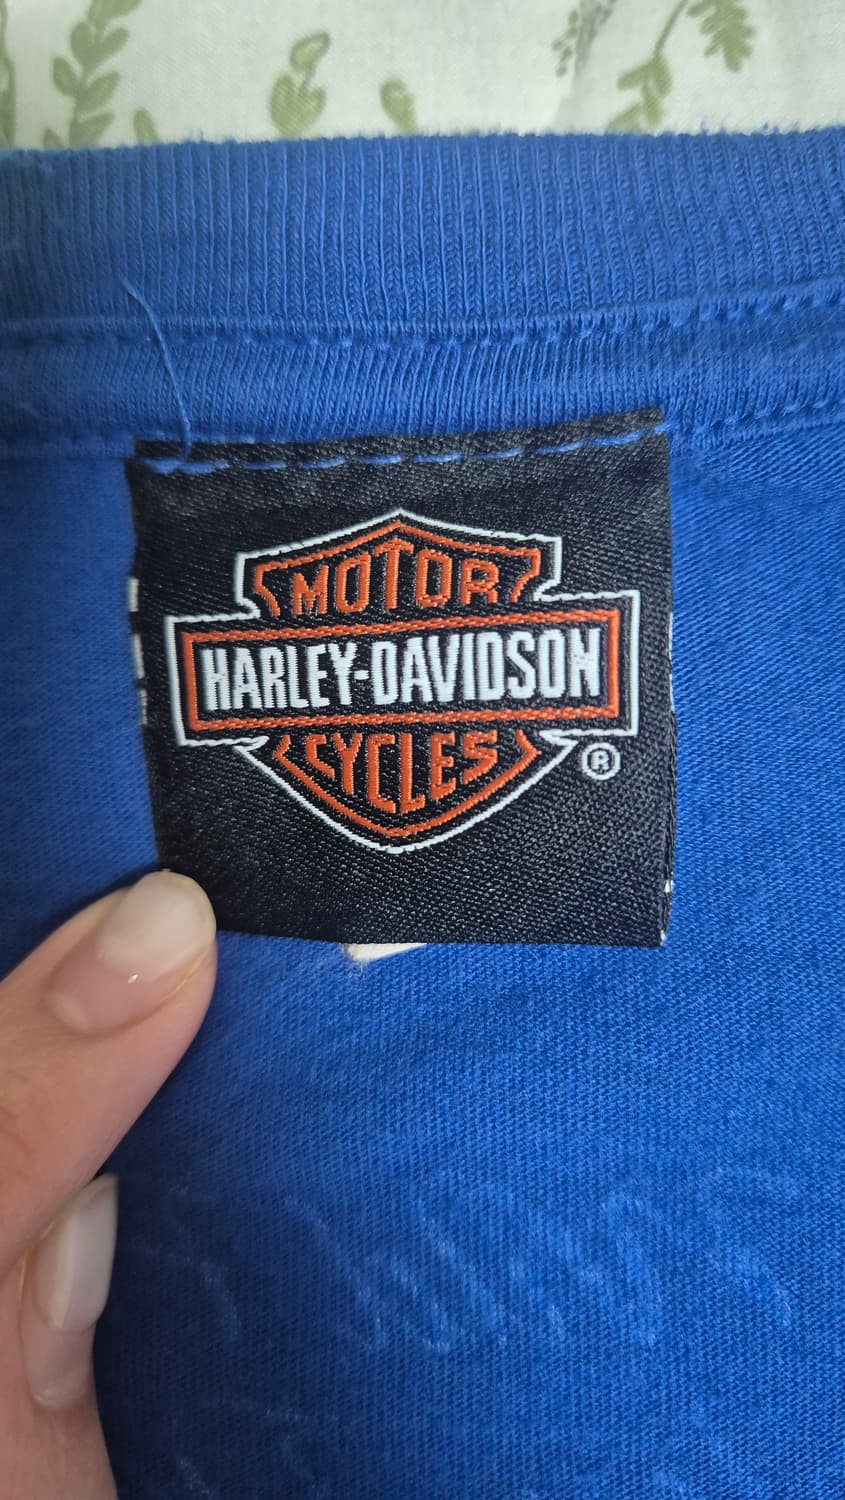 MOTOR
HARLEY-DAVIDSON
CYCLES
®